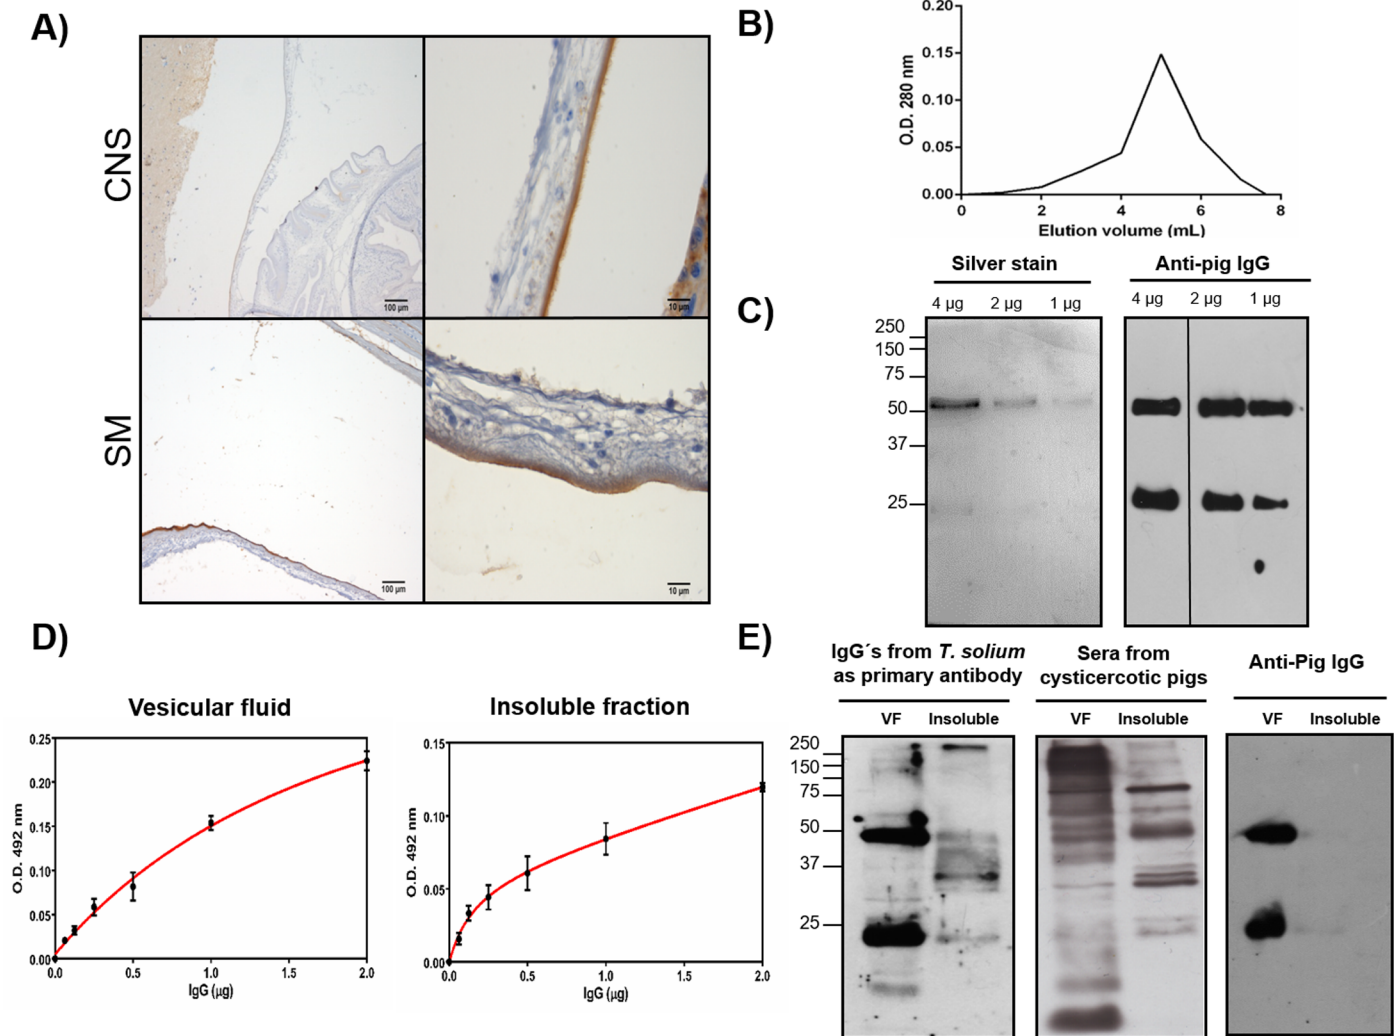 A)
CNS
100 µm
10 µm
SM
100 µm
10 µm
B)
O.D. 280 nm
0.20
0.15
0.10
0.05
0.00
0 2 4 6 8
Elution volume (mL)
C)
Silver stain
Anti-pig IgG
4 µg 2 µg 1 µg
4 µg 2 µg 1 µg
250
150
75
50
37
25
D)
Vesicular fluid
O.D. 492 nm
0.25
0.20
0.15
0.10
0.05
0.00
0.0 0.5 1.0 1.5 2.0
IgG (µg)
Insoluble fraction
O.D. 492 nm
0.15
0.10
0.05
0.00
0.0 0.5 1.0 1.5 2.0
IgG (µg)
E)
IgG´s from T. solium
as primary antibody
Sera from
cysticercotic pigs
Anti-Pig IgG
VF Insoluble
VF Insoluble
VF Insoluble
250
150
75
50
37
25